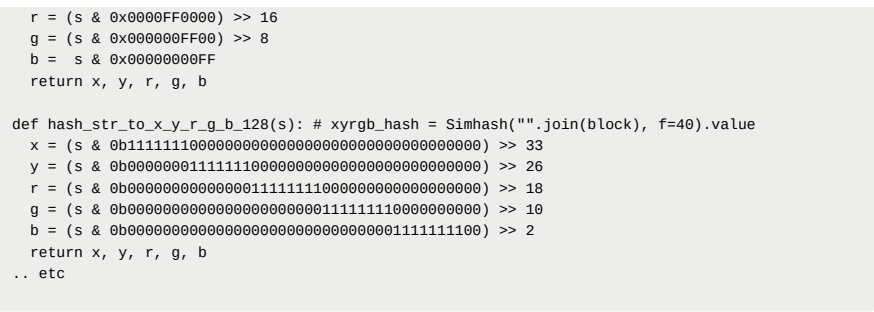 r = (s & 0x0000FF0000) >> 16
g = (s & 0x000000FF00) >> 8
b =  s & 0x00000000FF
return x, y, r, g, b
def hash_str_to_x_y_r_g_b_128(s): # xyrgb_hash = Simhash("".join(block), f=40).value
x = (s & 0b1111111000000000000000000000000000000000) >> 33
y = (s & 0b0000000111111100000000000000000000000000) >> 26
r = (s & 0b0000000000000011111111000000000000000000) >> 18
g = (s & 0b0000000000000000000000111111110000000000) >> 10
b = (s & 0b0000000000000000000000000000001111111100) >> 2
return x, y, r, g, b
.. etc